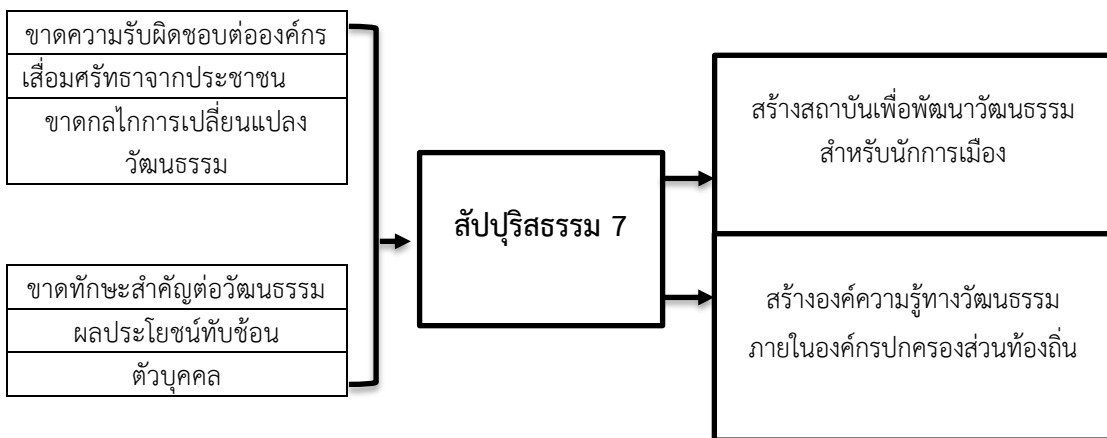 ขาดความรับผิดชอบต่อองค์กร
เสื่อมศรัทธาจากประชาชน
ขาดกลไกการเปลี่ยนแปลง
วัฒนธรรม
ขาดทักษะสำคัญต่อวัฒนธรรม
ผลประโยชน์ทับซ้อน
ตัวบุคคล
สัปปุริสธรรม 7
สร้างสถาบันเพื่อพัฒนาวัฒนธรรม
สำหรับนักการเมือง
สร้างองค์ความรู้ทางวัฒนธรรม
ภายในองค์กรปกครองส่วนท้องถิ่น